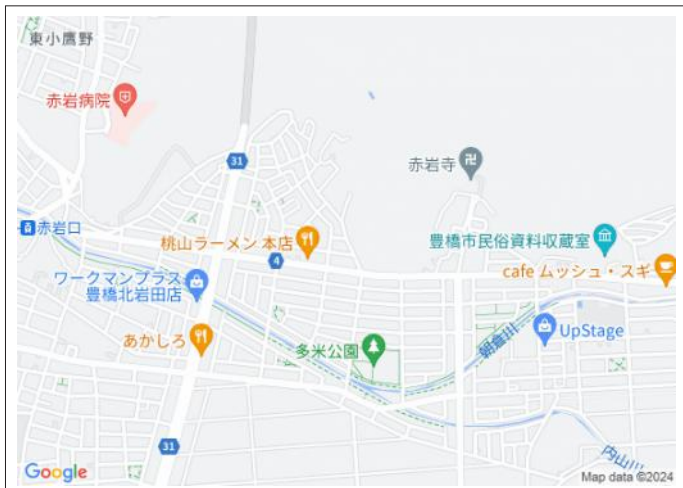 東小鷹野
赤岩病院
31
赤岩寺
赤岩口
桃山ラーメン 本店
豊橋市民俗資料収蔵室
4
cafe ムッシュ・スギ
ワークマンプラス
豊橋北岩田店
あかしろ
多米公園
朝倉川
UpStage
31
内山川
Google
Map data ©2024